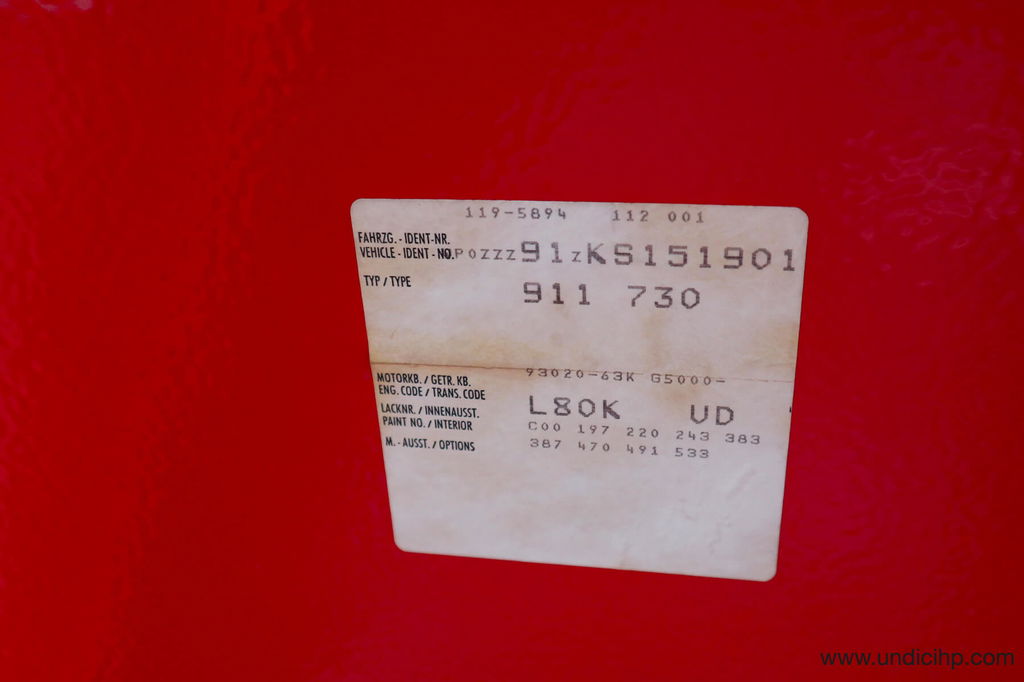 119-5894 112 001
FAHRZG. - IDENT-NR.
VEHICLE - IDENT - NO. P0ZZZ91ZKS151901
TYP / TYPE
911 730
93020-63K G5000-
MOTORKB. / GETR. KB.
ENG. CODE / TRANS. CODE
L80K UD
LACKNR. / INNENAUSST.
PAINT NO. / INTERIOR
C00 197 220 243 383
M. - AUSST. / OPTIONS
387 470 491 533
www.undicihp.com